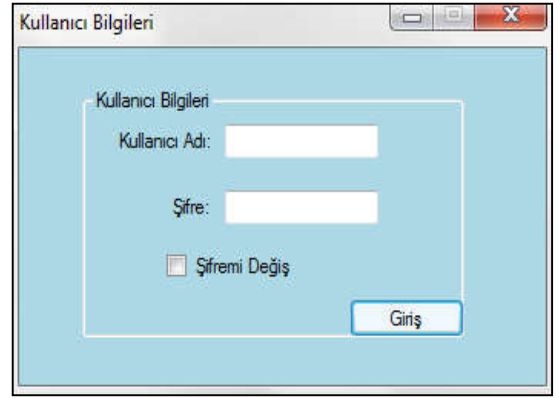 Kullanıcı Bilgileri
Kullanıcı Bilgileri
Kullanıcı Adı:
Şifre:
Şifremi Değiş
Giriş